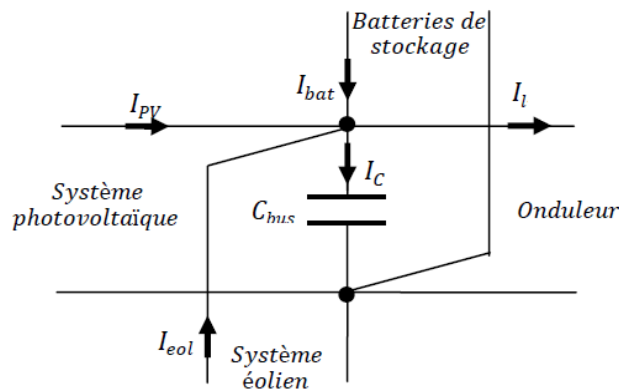 Batteries de
stockage
I_bat
I_PV
I_l
Système
photovoltaïque
I_C
C_bus
Onduleur
I_eol
Système
éolien